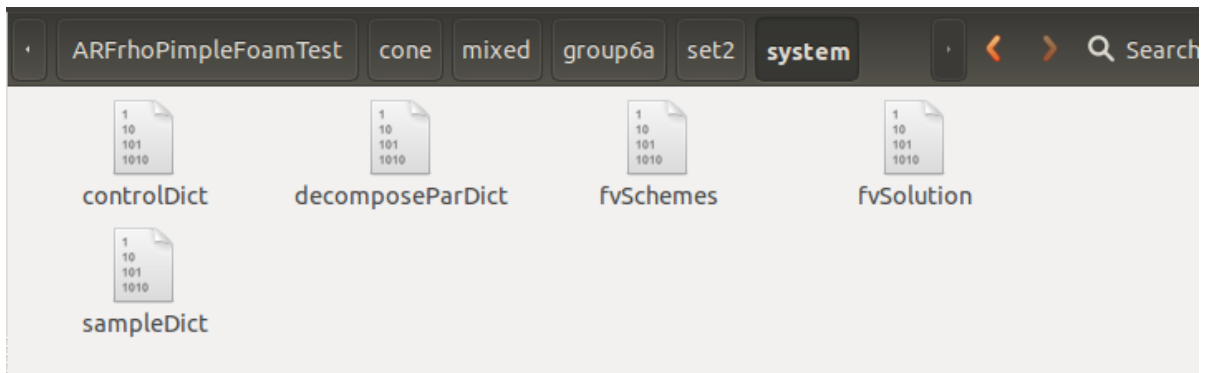 ARFrhoPimpleFoamTest cone mixed group6a set2 system Search
1 1 1 1
10 10 10 10
101 101 101 101
1010 1010 1010 1010
controlDict decomposeParDict fvSchemes fvSolution
1
10
101
1010
sampleDict